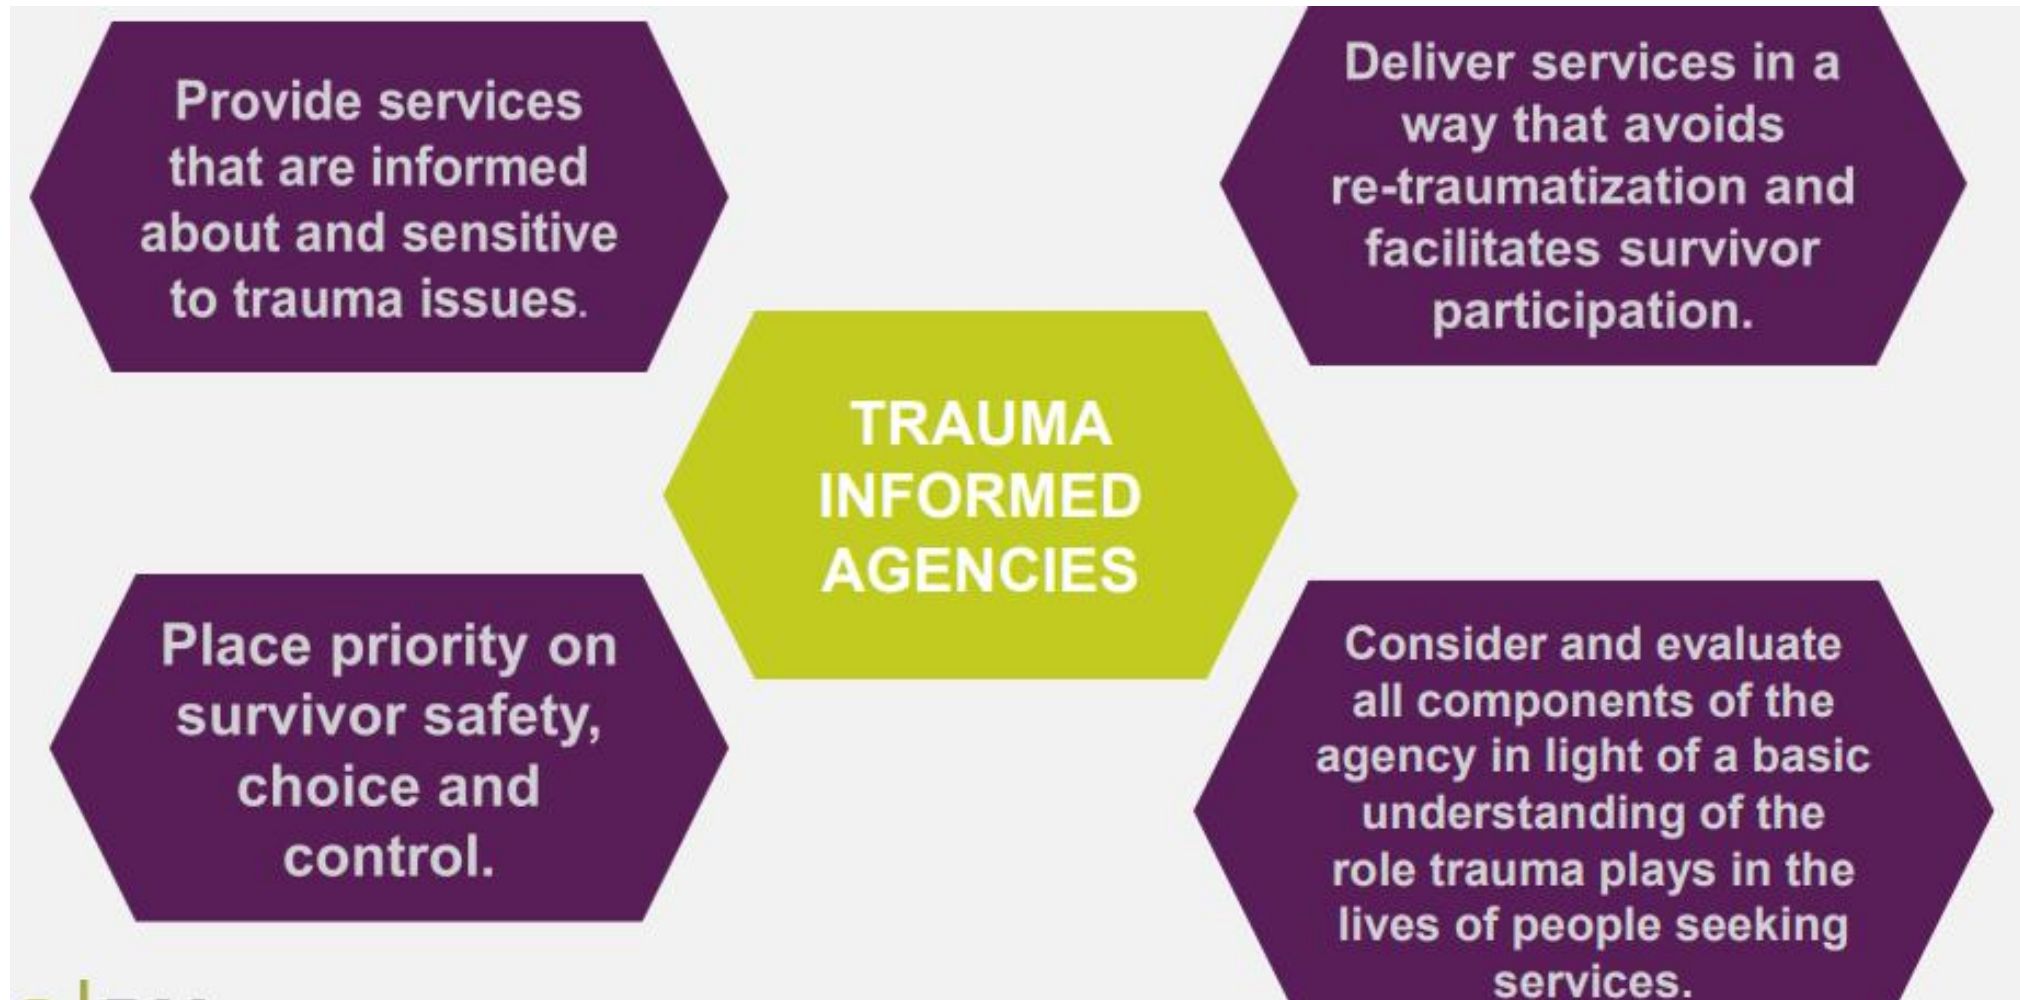 Provide services
that are informed
about and sensitive
to trauma issues.
Deliver services in a
way that avoids
re-traumatization and
facilitates survivor
participation.
TRAUMA
INFORMED
AGENCIES
Place priority on
survivor safety,
choice and
control.
Consider and evaluate
all components of the
agency in light of a basic
understanding of the
role trauma plays in the
lives of people seeking
services.